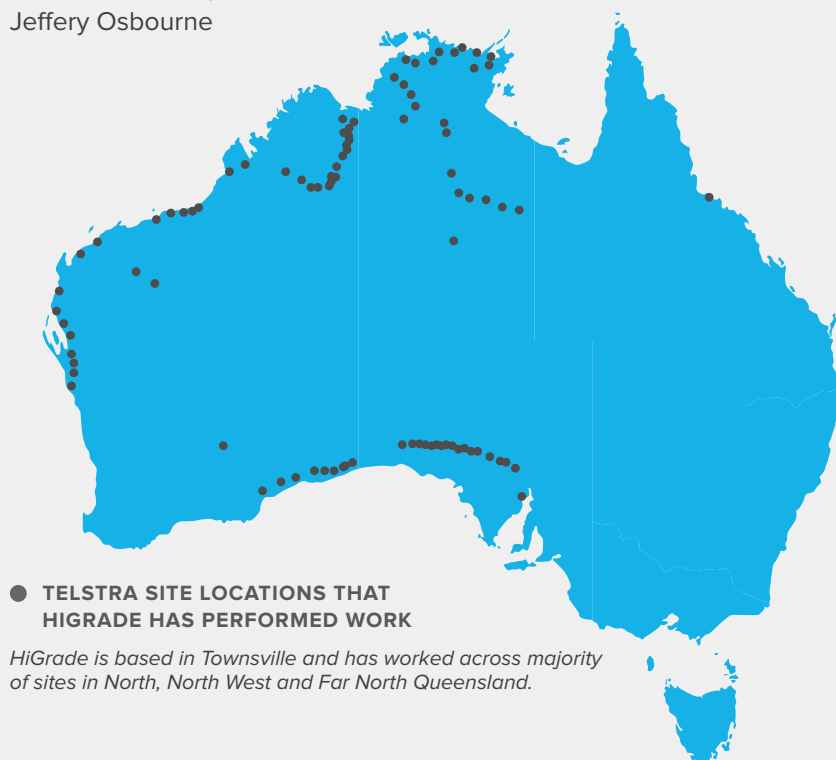 Jeffery Osbourne
TELSTRA SITE LOCATIONS THAT
HIGRADE HAS PERFORMED WORK
HiGrade is based in Townsville and has worked across majority
of sites in North, North West and Far North Queensland.